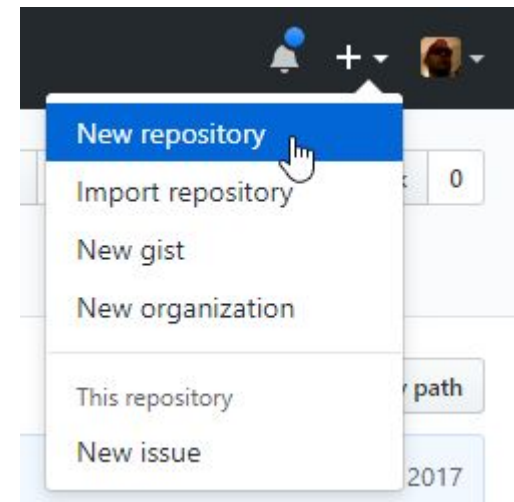 New repository
Import repository
0
New gist
New organization
This repository
path
New issue
2017